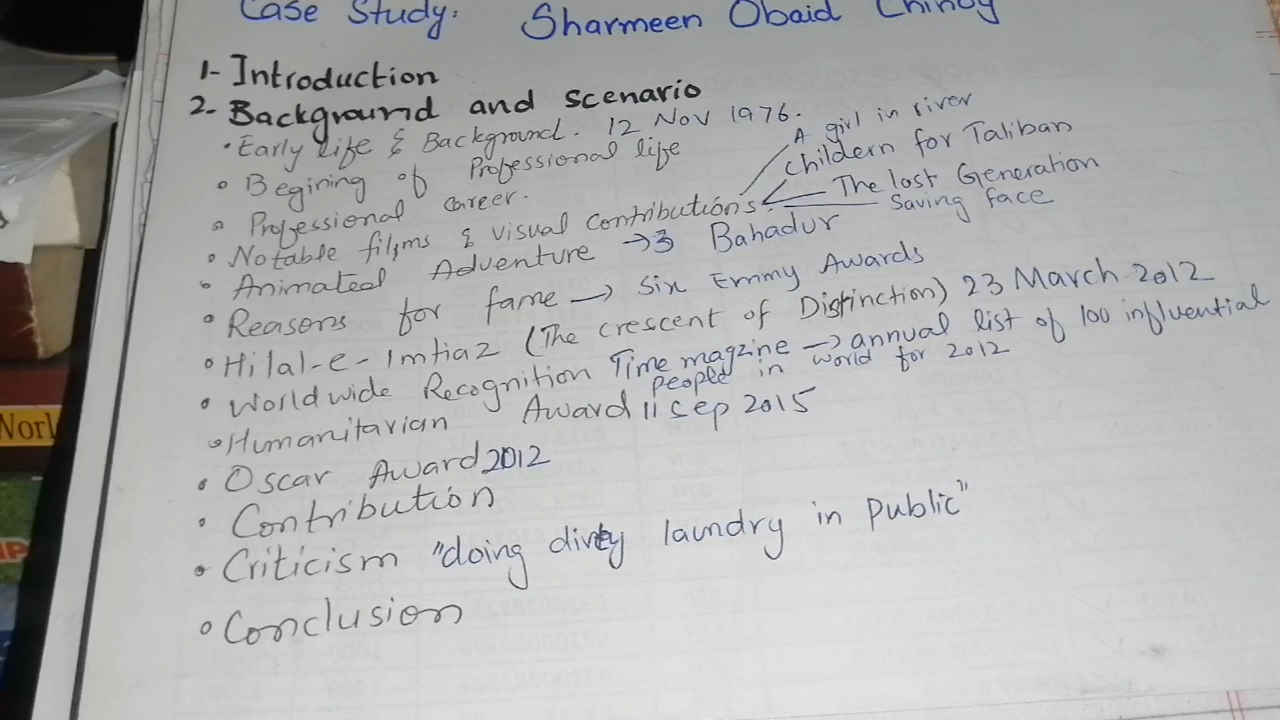 Case Study: Sharmeen Obaid Chinoy
1- Introduction
2- Background and scenario
• Early life & Background. 12 Nov 1976.
• Begining of Professional life
• Professional career.
• Notable films & visual contributions.
A girl in river
childern for Taliban
The lost Generation
Saving face
• Animated Adventure → 3 Bahadur
• Reasons for fame → Six Emmy Awards
• Hilal-e-Imtiaz (The crescent of Distinction) 23 March 2012
• Worldwide Recognition Time magzine → annual list of 100 influential
people in world for 2012
• Humanitarian Award 11 Sep 2015
• Oscar Award 2012
• Contribution
• Criticism "doing dirty laundry in public"
• Conclusion
Worl